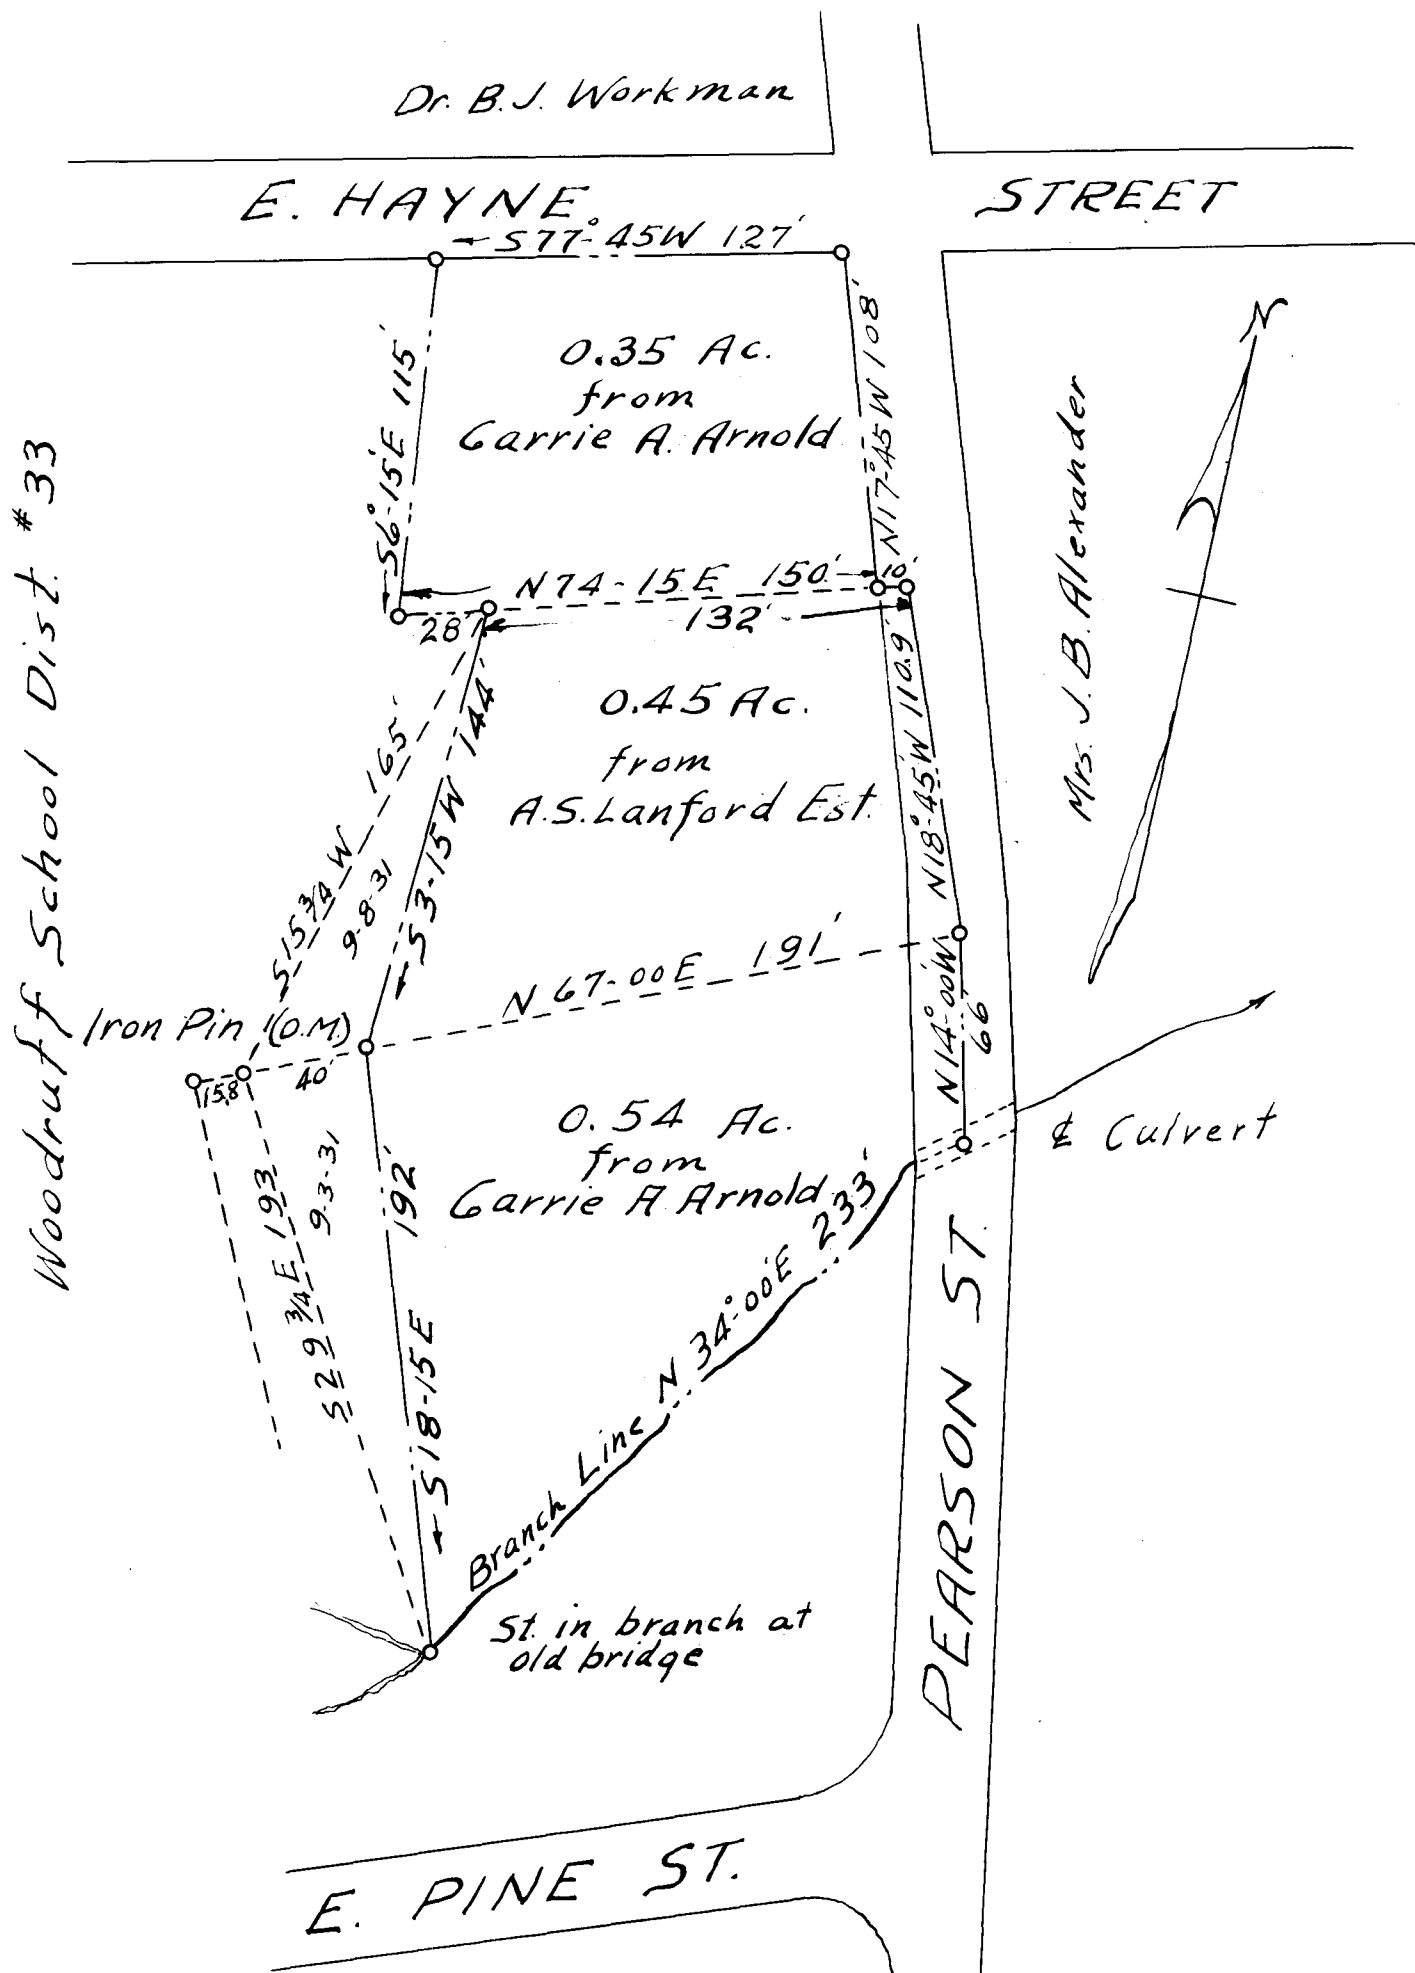 Dr. B.J. Workman
E. HAYNE STREET
S77°-45W 127'
S6°-15'E 115'
0.35 Ac.
from
Carrie A. Arnold
N17°-45'W 108'
N
N74-15E 150'
10'
28'
132'
Mrs. J. B. Alexander
Woodruff School Dist. #33
165'
S15 3/4 W
9-8-31
S3-15W 144'
0.45 Ac.
from
A.S. Lanford Est.
N18°-45'W 110.9'
N 67-00E 191'
Iron Pin (O.M.)
15.8
40'
N14°-00'W
66'
0.54 Ac.
from
Carrie A Arnold
℄ Culvert
S29 3/4 E 193
9-3-31
192'
S18-15E
Branch Line N 34°-00'E 233'
St. in branch at
old bridge
PEARSON ST.
E. PINE ST.